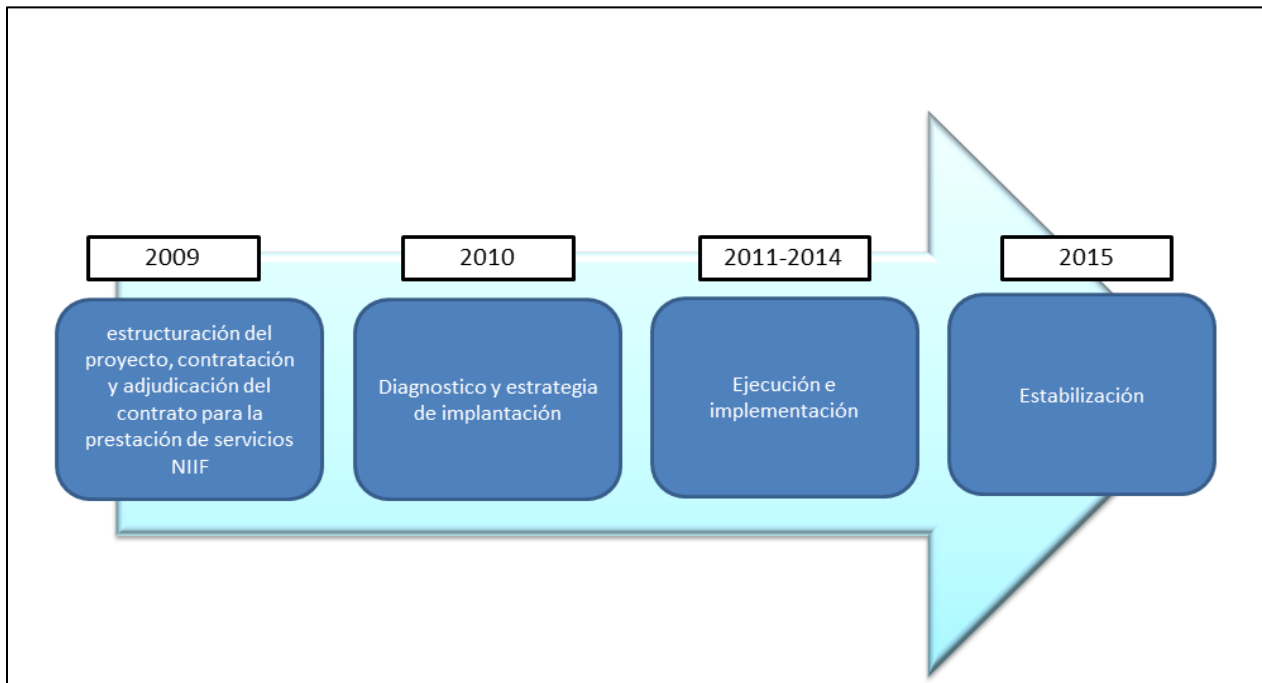 2009
estructuración del
proyecto, contratación
y adjudicación del
contrato para la
prestación de servicios
NIIF
2010
Diagnostico y estrategia
de implantación
2011-2014
Ejecución e
implementación
2015
Estabilización